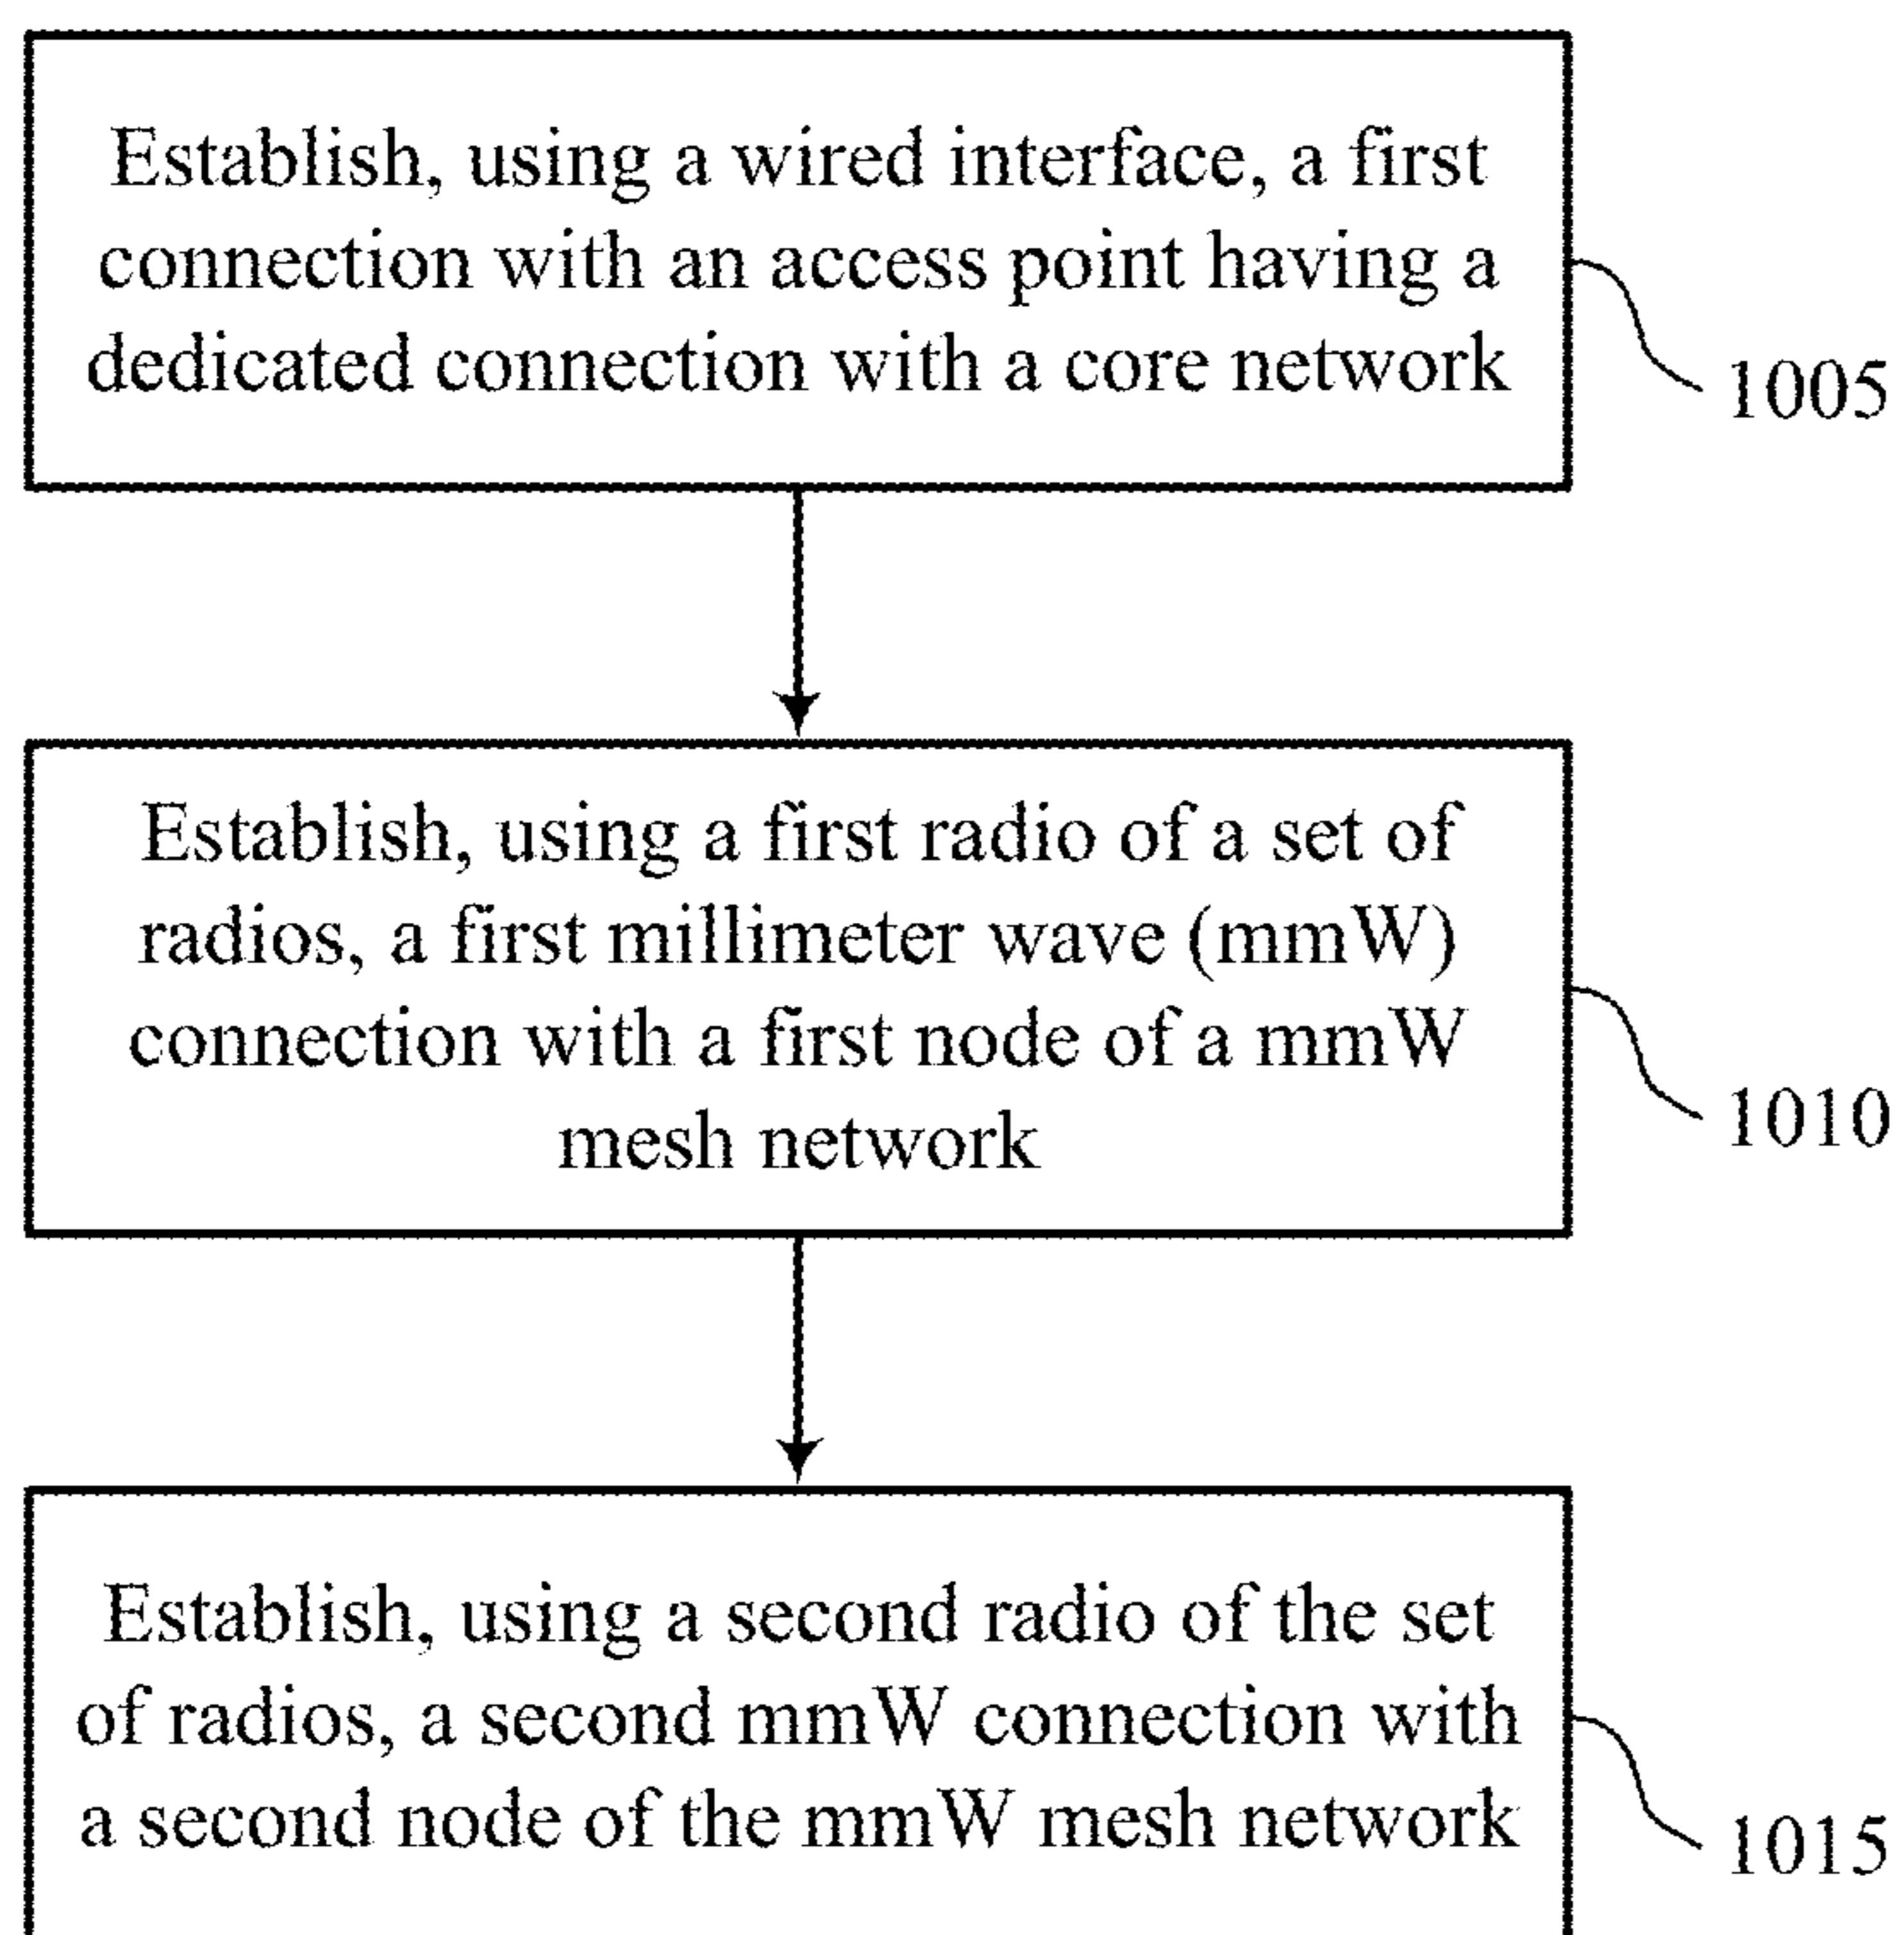 Establish, using a wired interface, a first
connection with an access point having a
dedicated connection with a core network
1005
Establish, using a first radio of a set of
radios, a first millimeter wave (mmW)
connection with a first node of a mmW
mesh network
1010
Establish, using a second radio of the set
of radios, a second mmW connection with
a second node of the mmW mesh network
1015